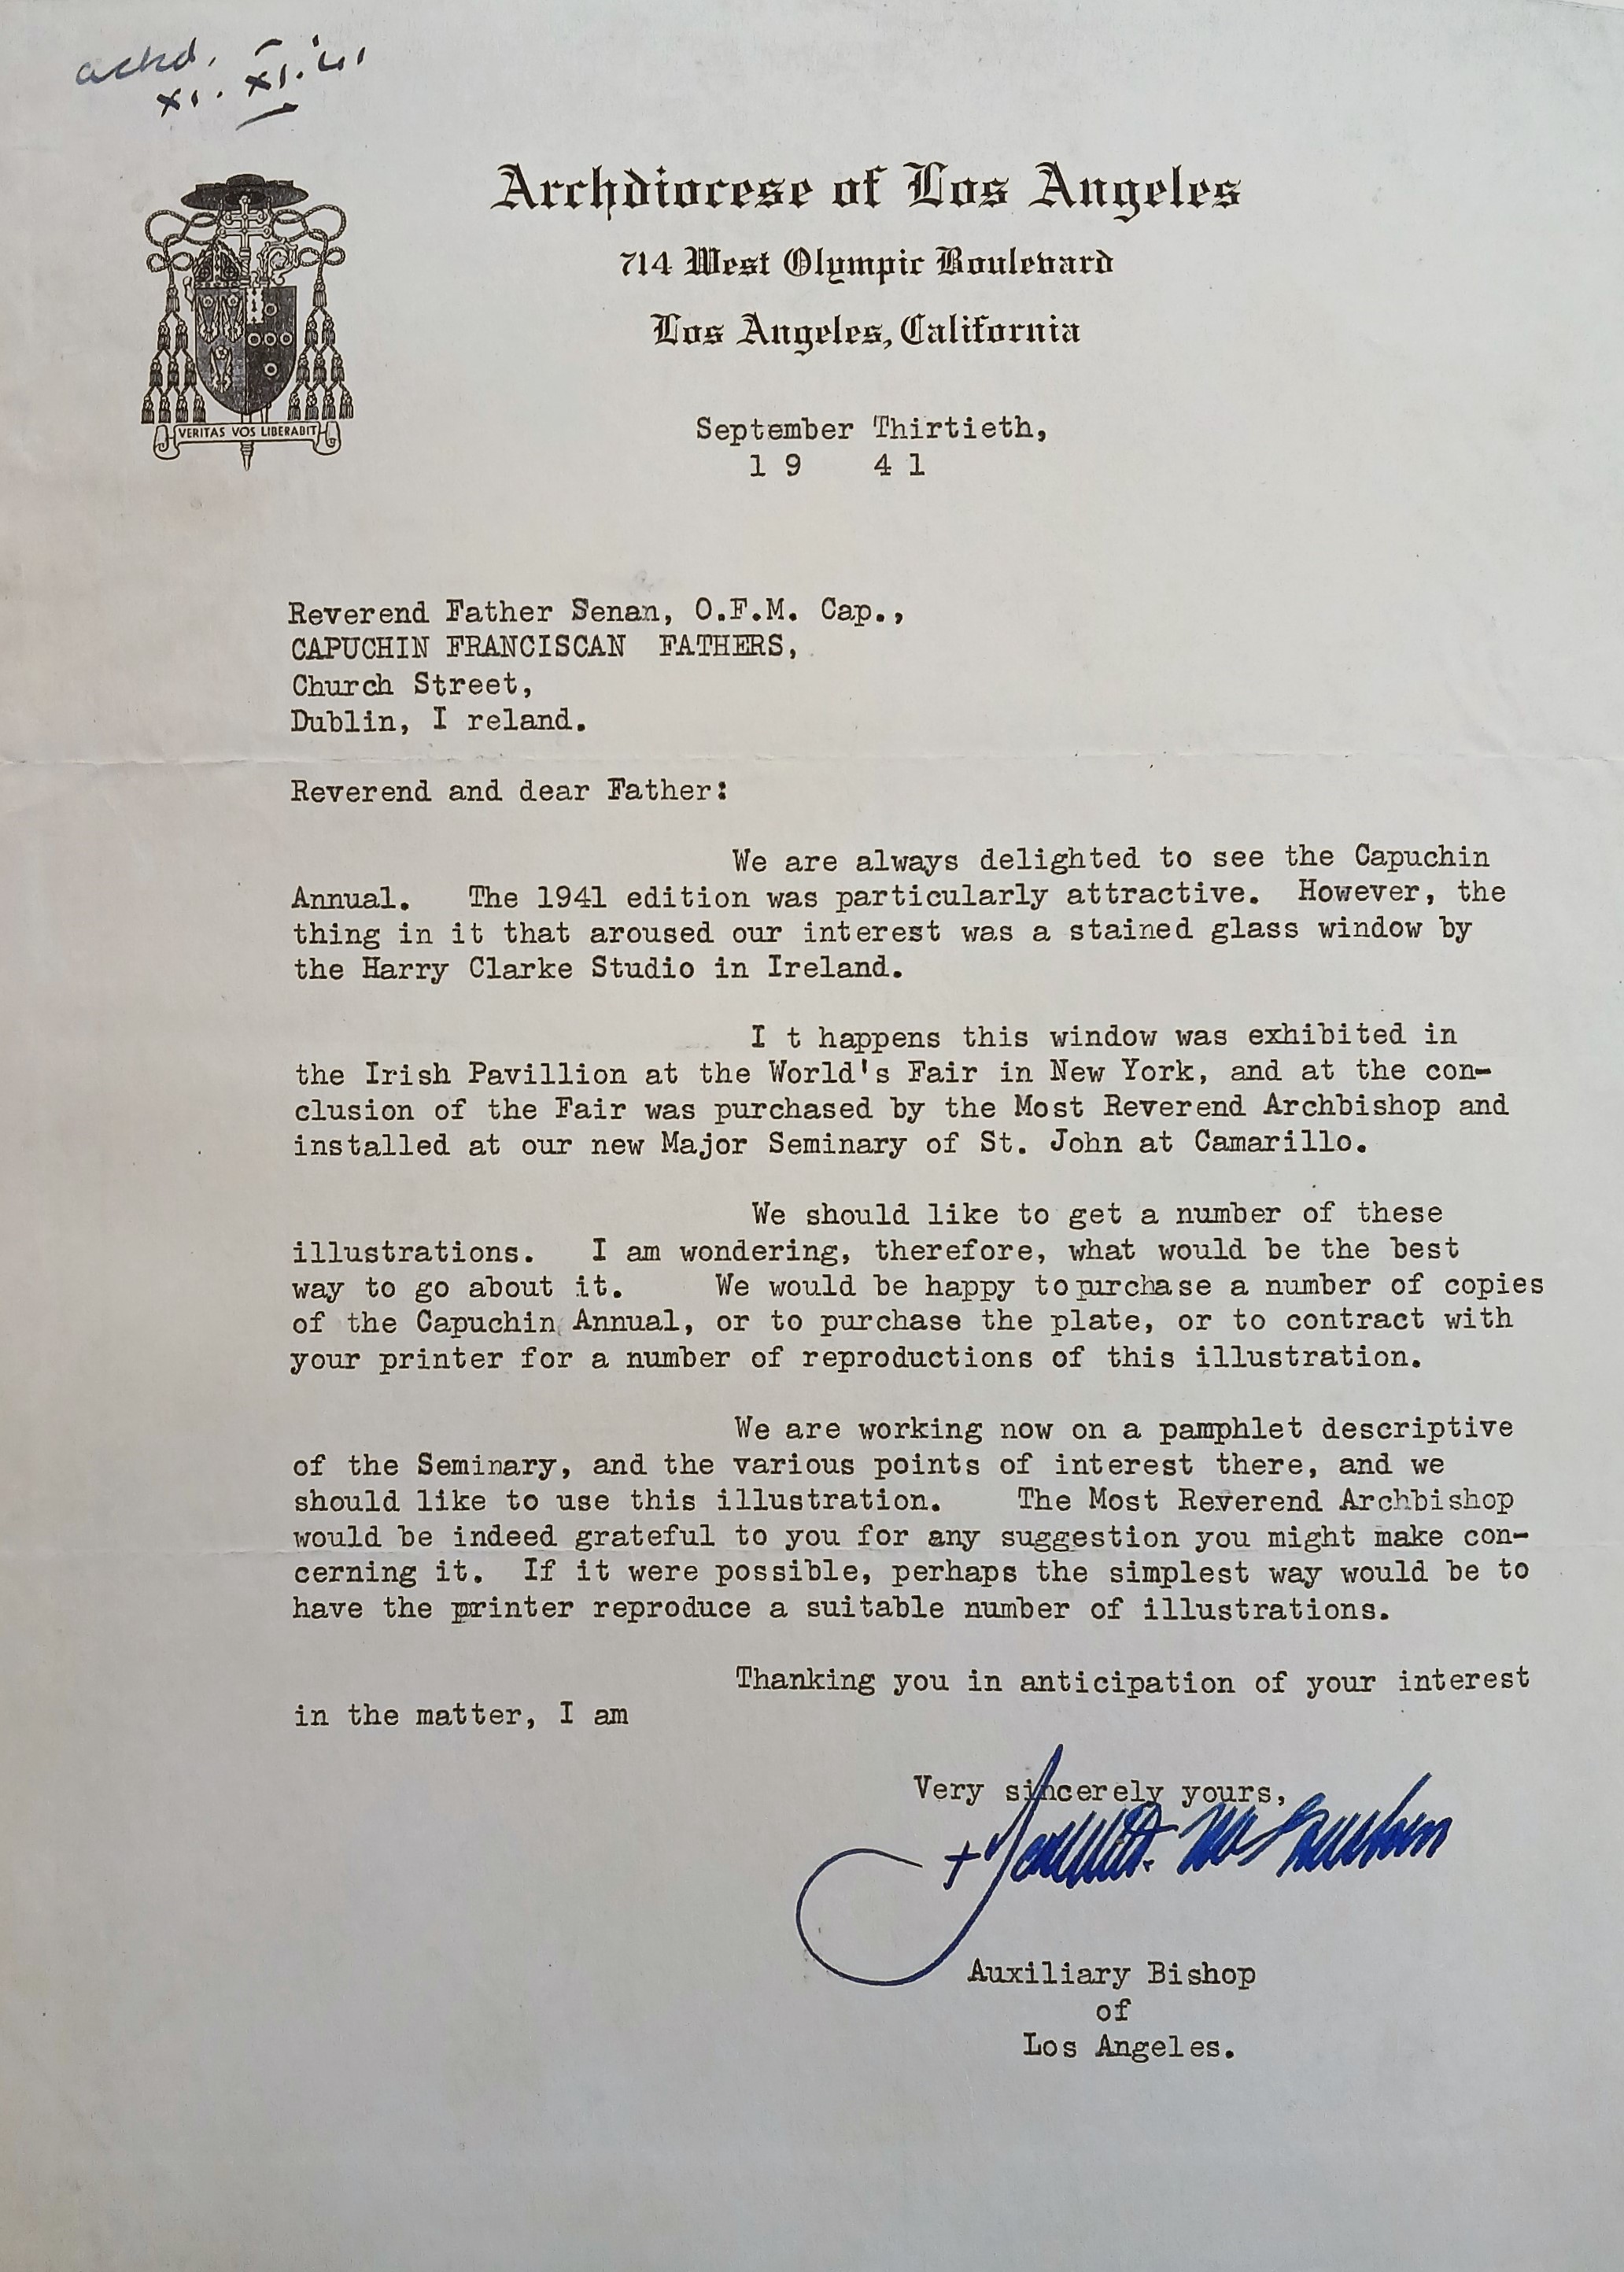 ackd.
XI. XI. '41
Archdiocese of Los Angeles
714 West Olympic Boulevard
Los Angeles, California
VERITAS VOS LIBERABIT
September Thirtieth,
1 9 4 1
Reverend Father Senan, O.F.M. Cap.,
CAPUCHIN FRANCISCAN FATHERS,
Church Street,
Dublin, I reland.
Reverend and dear Father:
We are always delighted to see the Capuchin
Annual. The 1941 edition was particularly attractive. However, the
thing in it that aroused our interest was a stained glass window by
the Harry Clarke Studio in Ireland.
I t happens this window was exhibited in
the Irish Pavillion at the World's Fair in New York, and at the con-
clusion of the Fair was purchased by the Most Reverend Archbishop and
installed at our new Major Seminary of St. John at Camarillo.
We should like to get a number of these
illustrations. I am wondering, therefore, what would be the best
way to go about it. We would be happy to purchase a number of copies
of the Capuchin Annual, or to purchase the plate, or to contract with
your printer for a number of reproductions of this illustration.
We are working now on a pamphlet descriptive
of the Seminary, and the various points of interest there, and we
should like to use this illustration. The Most Reverend Archbishop
would be indeed grateful to you for any suggestion you might make con-
cerning it. If it were possible, perhaps the simplest way would be to
have the printer reproduce a suitable number of illustrations.
Thanking you in anticipation of your interest
in the matter, I am
Very sincerely yours,
Auxiliary Bishop
of
Los Angeles.